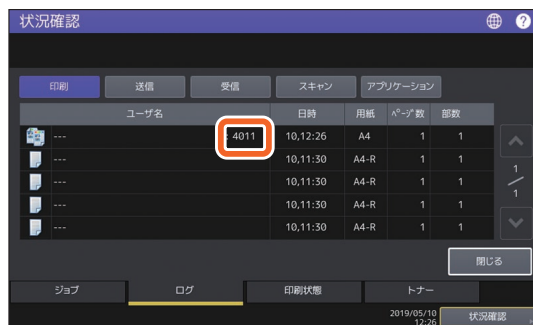 状況確認 ?
印刷 送信 受信 スキャン アプリケーション
ユーザ名 日時 用紙 ページ数 部数
--- : 4011 10,12:26 A4 1 1
--- 10,11:30 A4-R 1 1
--- 10,11:30 A4-R 1 1
--- 10,11:30 A4-R 1 1
--- 10,11:30 A4-R 1 1
1
/
1
閉じる
ジョブ ログ 印刷状態 トナー
2019/05/10
12:26
状況確認